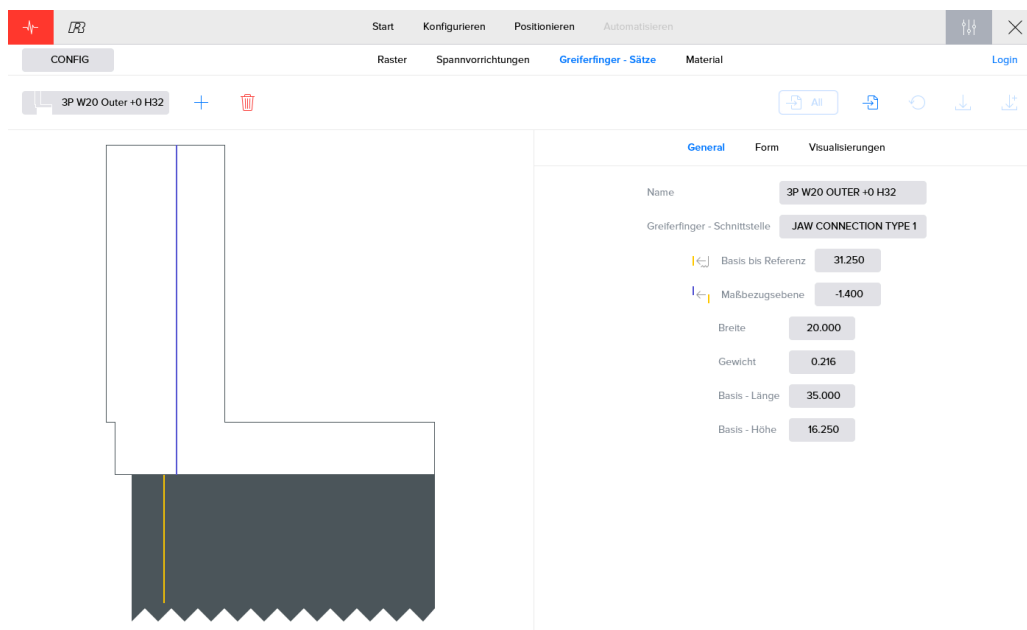 Start Konfigurieren Positionieren Automatisieren
CONFIG Raster Spannvorrichtungen Greiferfinger - Sätze Material Login
3P W20 Outer +0 H32 All
General Form Visualisierungen
Name 3P W20 OUTER +0 H32
Greiferfinger - Schnittstelle JAW CONNECTION TYPE 1
Basis bis Referenz 31.250
Maßbezugsebene -1.400
Breite 20.000
Gewicht 0.216
Basis - Länge 35.000
Basis - Höhe 16.250